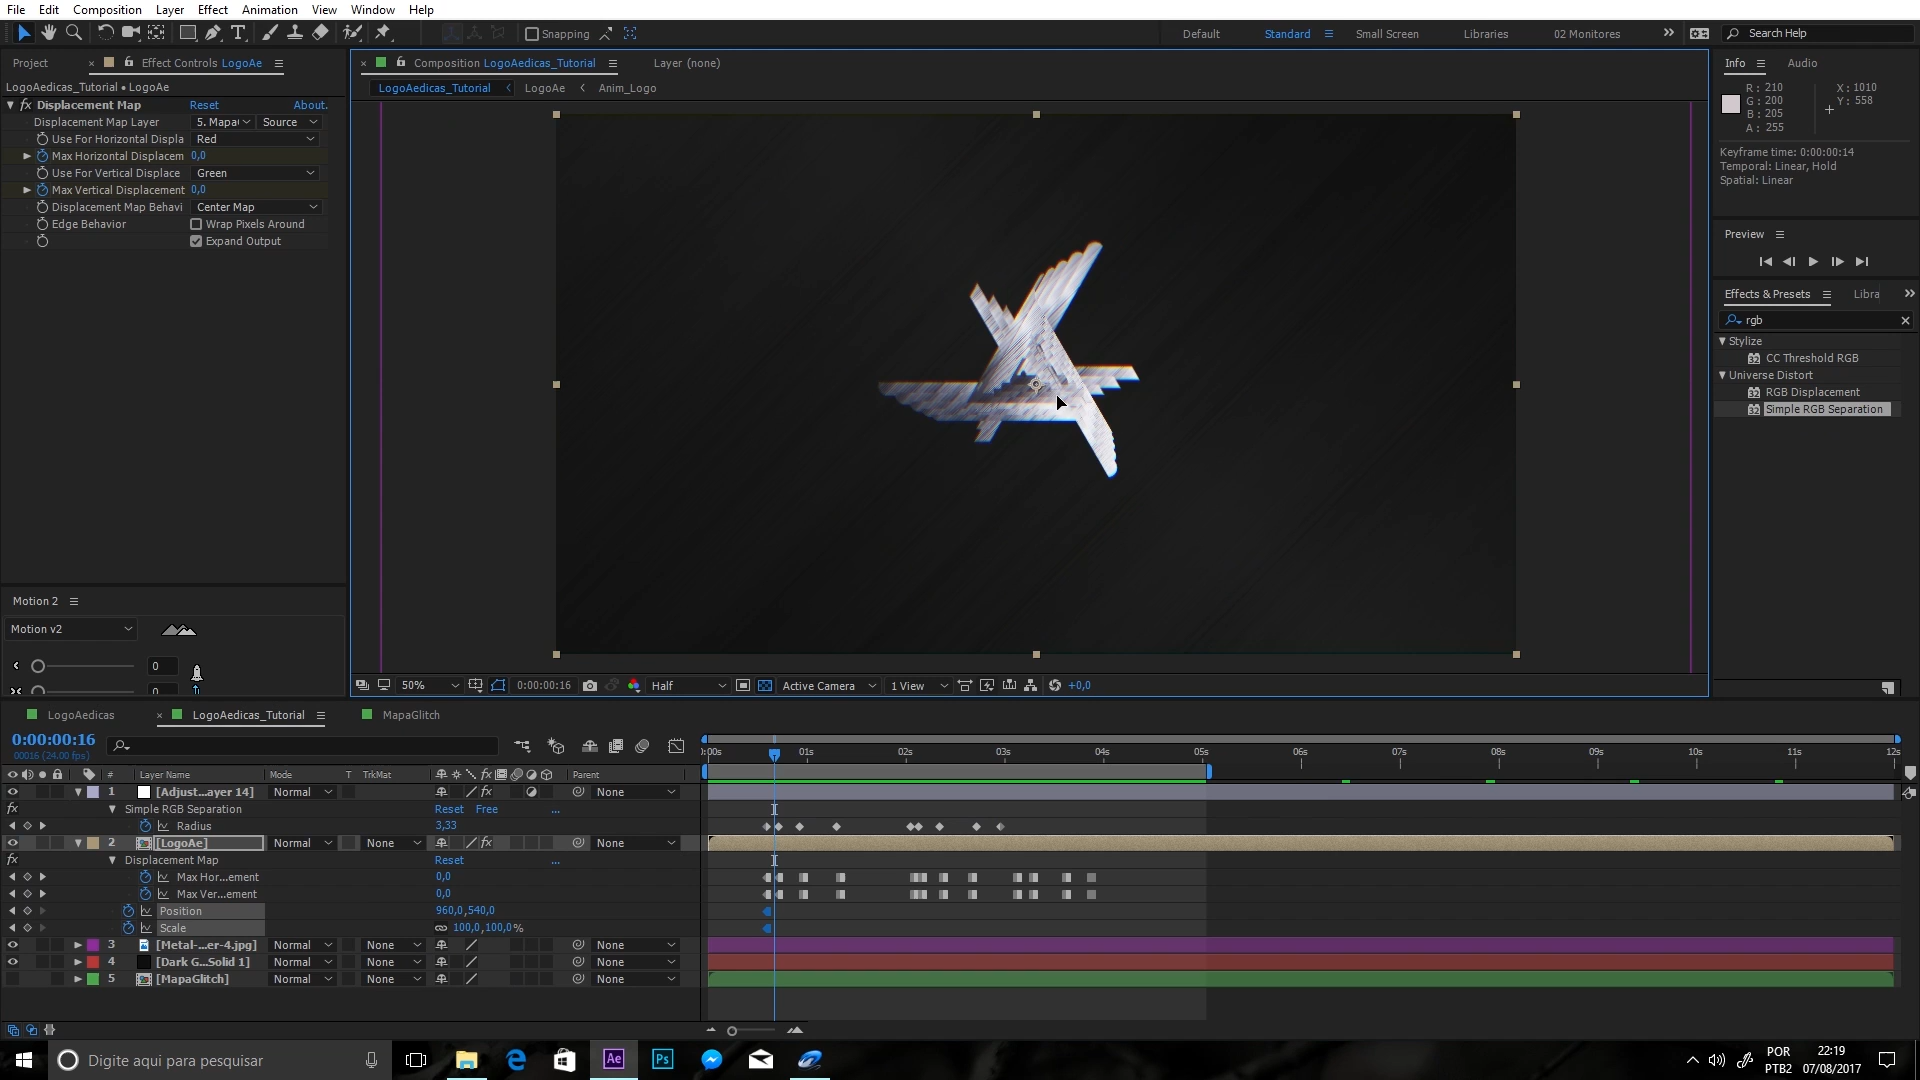 File Edit Composition Layer Effect Animation View Window Help
Snapping Default Standard Small Screen Libraries 02 Monitores Search Help
Project Effect Controls LogoAe
Composition LogoAedicas_Tutorial Layer (none)
Info Audio
LogoAedicas_Tutorial • LogoAe
LogoAedicas_Tutorial LogoAe Anim_Logo
fx Displacement Map Reset About.
Displacement Map Layer 5. Mapa Source
Use For Horizontal Displa Red
Max Horizontal Displacem 0,0
Use For Vertical Displace Green
Max Vertical Displacement 0,0
Displacement Map Behavi Center Map
Edge Behavior Wrap Pixels Around
Expand Output
R: 210 X: 1010
G: 200 Y: 558
B: 205
A: 255
Keyframe time: 0:00:00:14
Temporal: Linear, Hold
Spatial: Linear
Preview
Effects & Presets Libra
rgb
Stylize
CC Threshold RGB
Universe Distort
RGB Displacement
Simple RGB Separation
Motion 2
Motion v2
0
0
50% 0:00:00:16 Half Active Camera 1 View +0,0
LogoAedicas LogoAedicas_Tutorial MapaGlitch
0:00:00:16
00016 (24.00 fps)
:00s 01s 02s 03s 04s 05s 06s 07s 08s 09s 10s 11s 12s
# Layer Name Mode T TrkMat fx Parent
1 [Adjust...ayer 14] Normal fx None
fx Simple RGB Separation Reset Free ...
Radius 3,33
2 [LogoAe] Normal None fx None
fx Displacement Map Reset ...
Max Hor...ement 0,0
Max Ver...ement 0,0
Position 960,0,540,0
Scale 100,0,100,0%
3 [Metal-...er-4.jpg] Normal None None
4 [Dark G...Solid 1] Normal None None
5 [MapaGlitch] Normal None None
Digite aqui para pesquisar
Ae Ps
POR 22:19
PTB2 07/08/2017